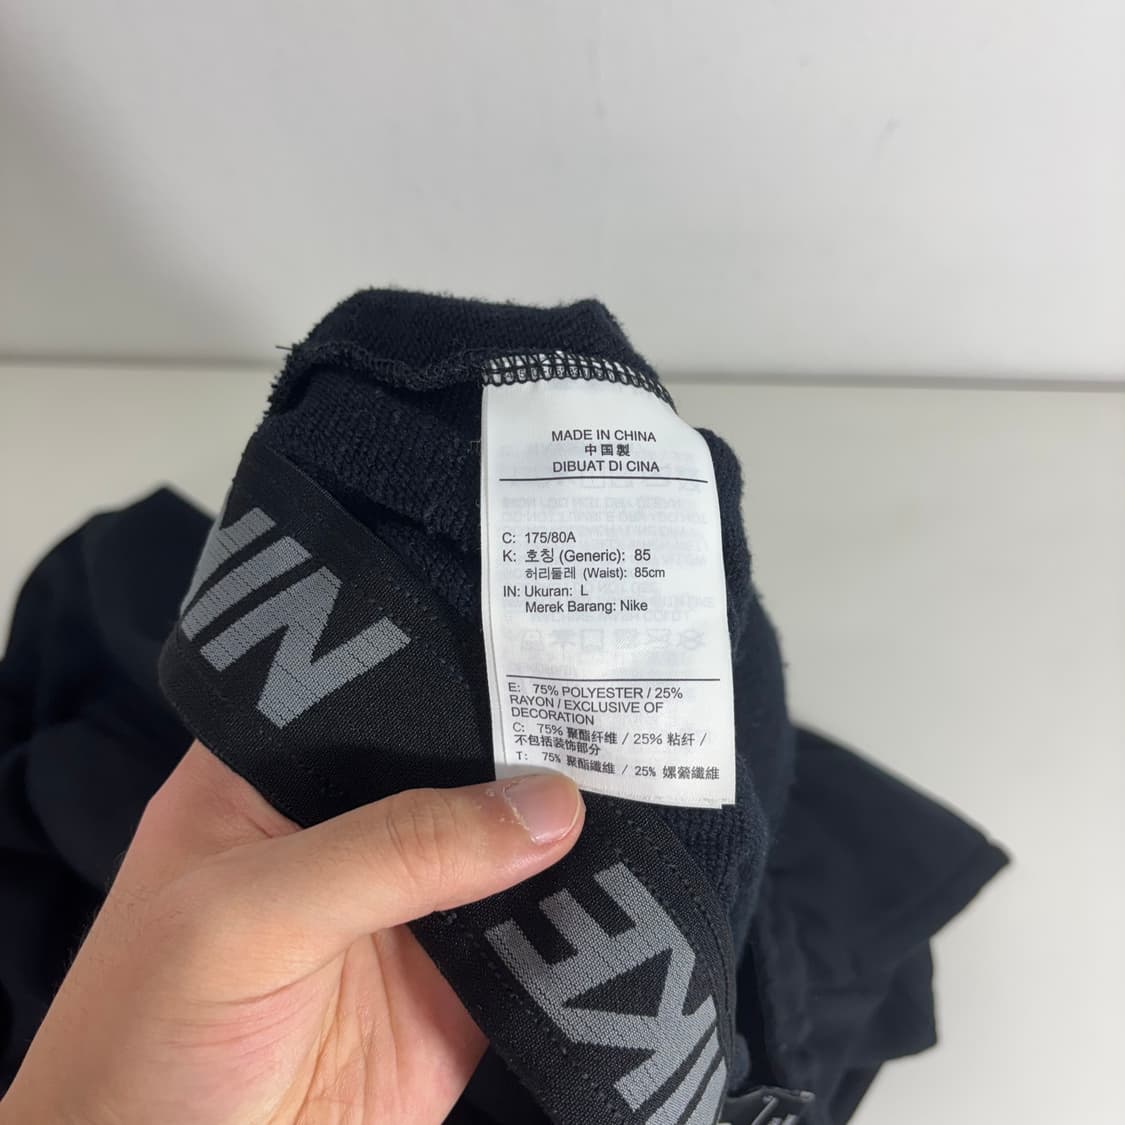 MADE IN CHINA
中国製
DIBUAT DI CINA
C: 175/80A
K: 호칭 (Generic): 85
허리둘레 (Waist): 85cm
IN: Ukuran: L
Merek Barang: Nike
E: 75% POLYESTER / 25%
RAYON / EXCLUSIVE OF
DECORATION
C: 75% 聚酯纤维 / 25% 粘纤 /
不包括装饰部分
T: 75% 聚酯纖維 / 25% 嫘縈纖維
NI
KE